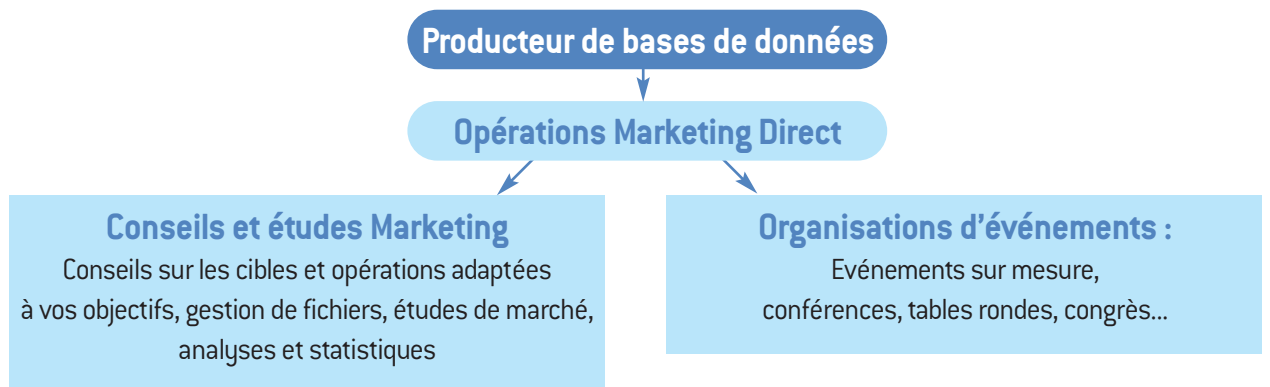 Producteur de bases de données
Opérations Marketing Direct
Conseils et études Marketing
Conseils sur les cibles et opérations adaptées
à vos objectifs, gestion de fichiers, études de marché,
analyses et statistiques
Organisations d’événements :
Evénements sur mesure,
conférences, tables rondes, congrès...